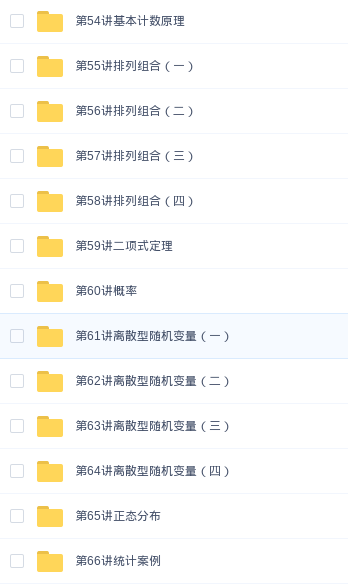 第54讲基本计数原理
第55讲排列组合（一）
第56讲排列组合（二）
第57讲排列组合（三）
第58讲排列组合（四）
第59讲二项式定理
第60讲概率
第61讲离散型随机变量（一）
第62讲离散型随机变量（二）
第63讲离散型随机变量（三）
第64讲离散型随机变量（四）
第65讲正态分布
第66讲统计案例